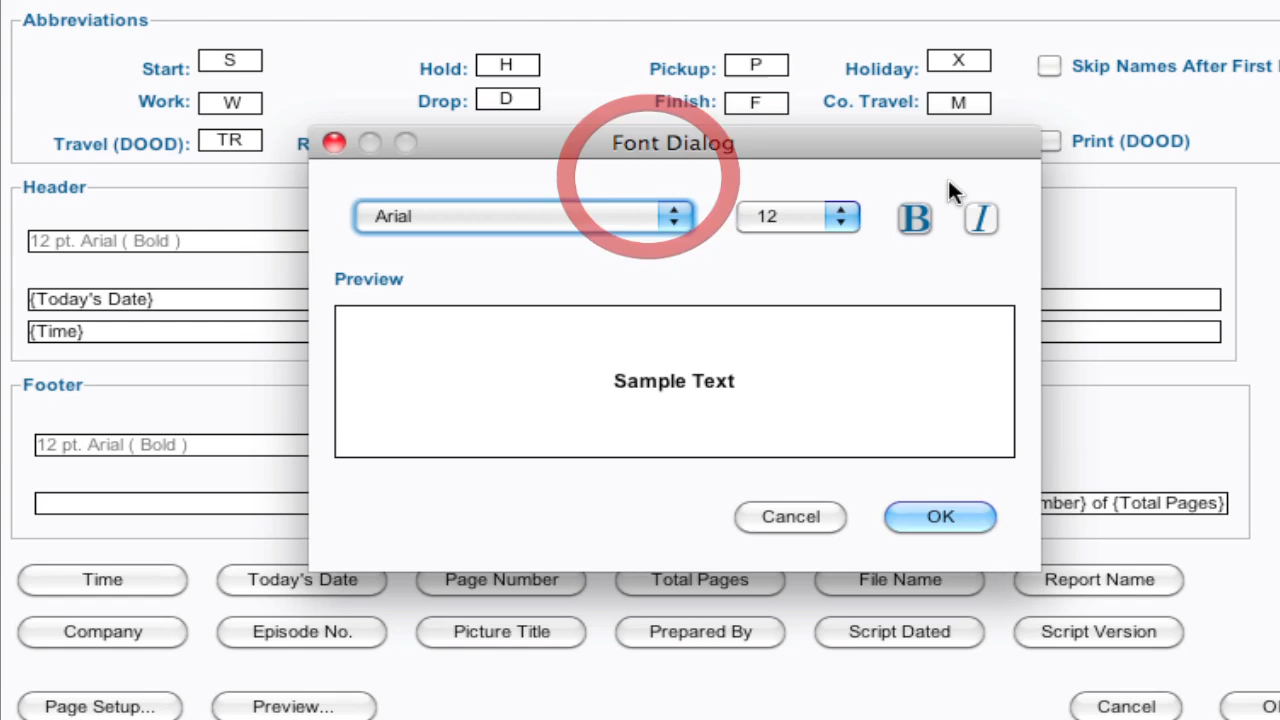 Abbreviations
Start: S Hold: H Pickup: P Holiday: X Skip Names After First
Work: W Drop: D Finish: F Co. Travel: M
Travel (DOOD): TR R Print (DOOD)
Font Dialog
Arial 12 B I
Preview
Sample Text
Cancel OK
Header
12 pt. Arial ( Bold )
{Today's Date}
{Time}
Footer
12 pt. Arial ( Bold )
mber} of {Total Pages}
Time Today's Date Page Number Total Pages File Name Report Name
Company Episode No. Picture Title Prepared By Script Dated Script Version
Page Setup... Preview... Cancel